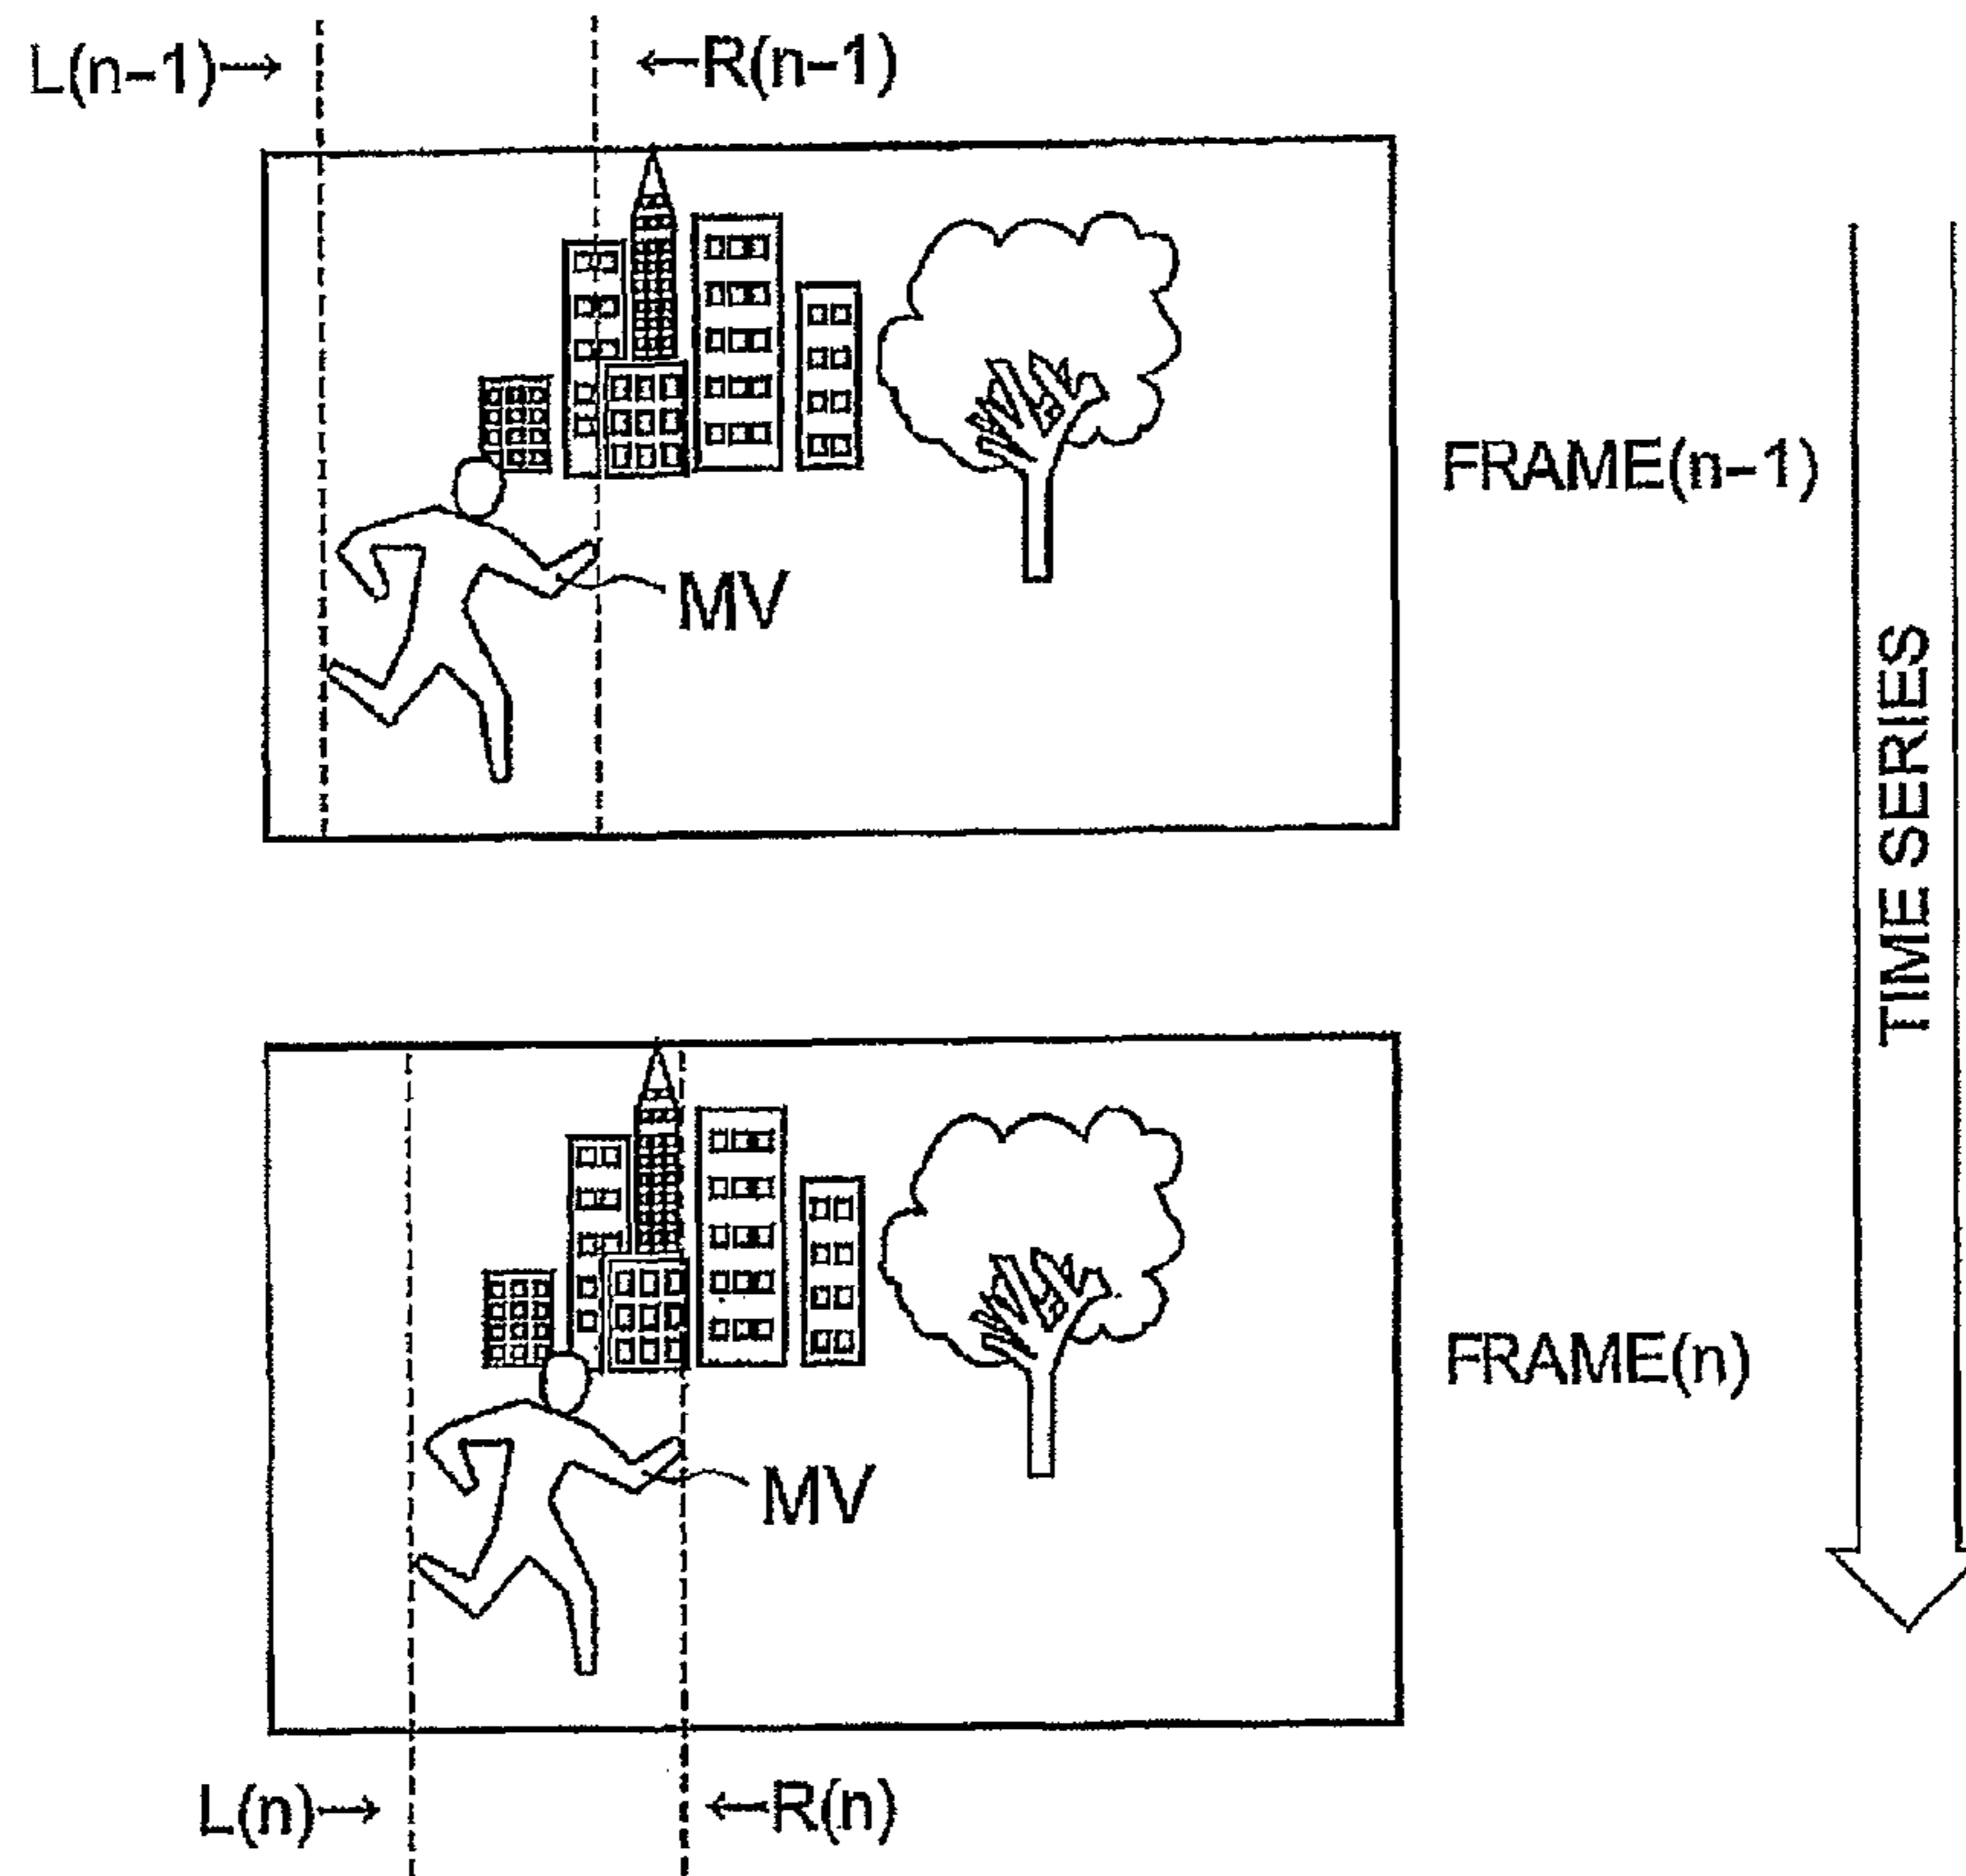 L(n-1)→ ←R(n-1)
FRAME(n-1)
MV
TIME SERIES
FRAME(n)
MV
L(n)→ ←R(n)